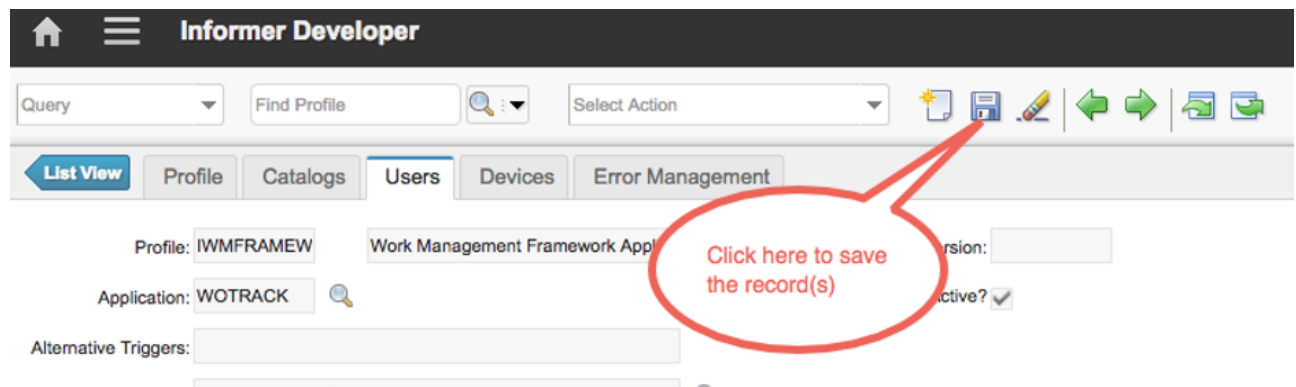 Informer Developer
Query Find Profile Select Action
List View Profile Catalogs Users Devices Error Management
Profile: IWMFRAMEW Work Management Framework Appl rsion:
Click here to save
the record(s)
Application: WOTRACK ctive?
Alternative Triggers: